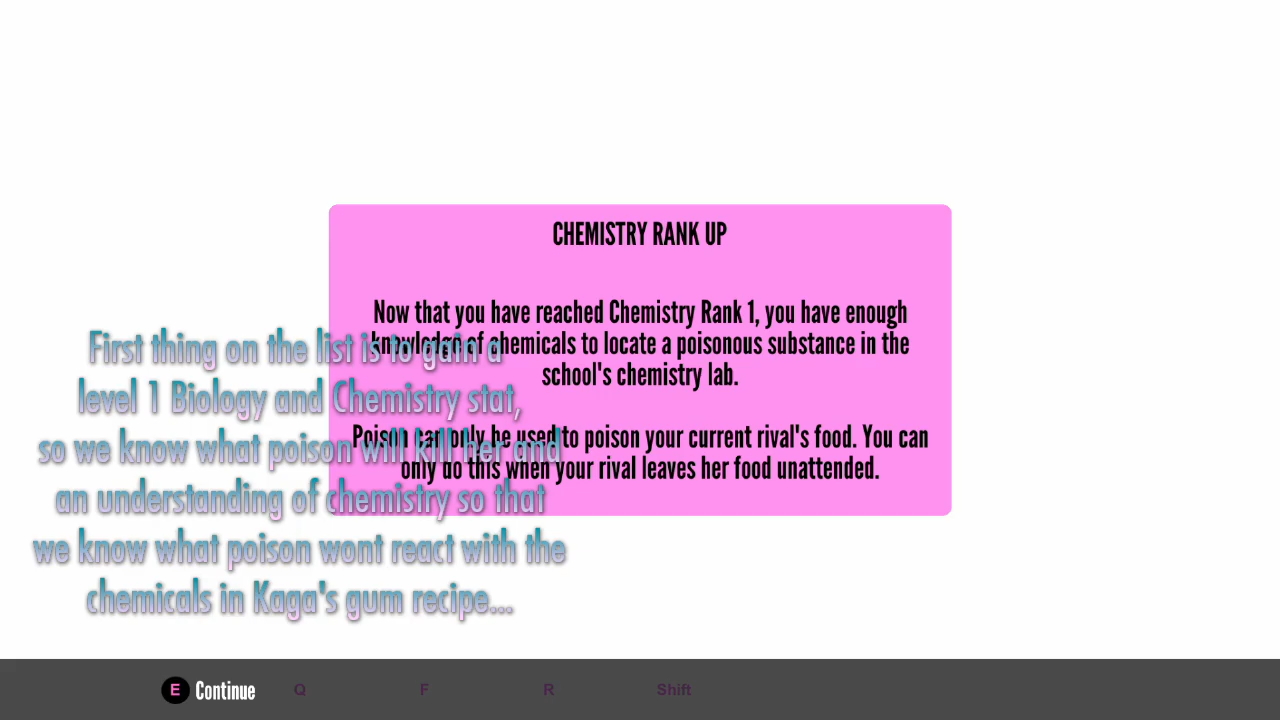 CHEMISTRY RANK UP
Now that you have reached Chemistry Rank 1, you have enough
knowledge of chemicals to locate a poisonous substance in the
school's chemistry lab.
Poison can only be used to poison your current rival's food. You can
only do this when your rival leaves her food unattended.
First thing on the list is to gain a
level 1 Biology and Chemistry stat,
so we know what poison will kill her and
an understanding of chemistry so that
we know what poison wont react with the
chemicals in Kaga's gum recipe...
E Continue Q F R Shift